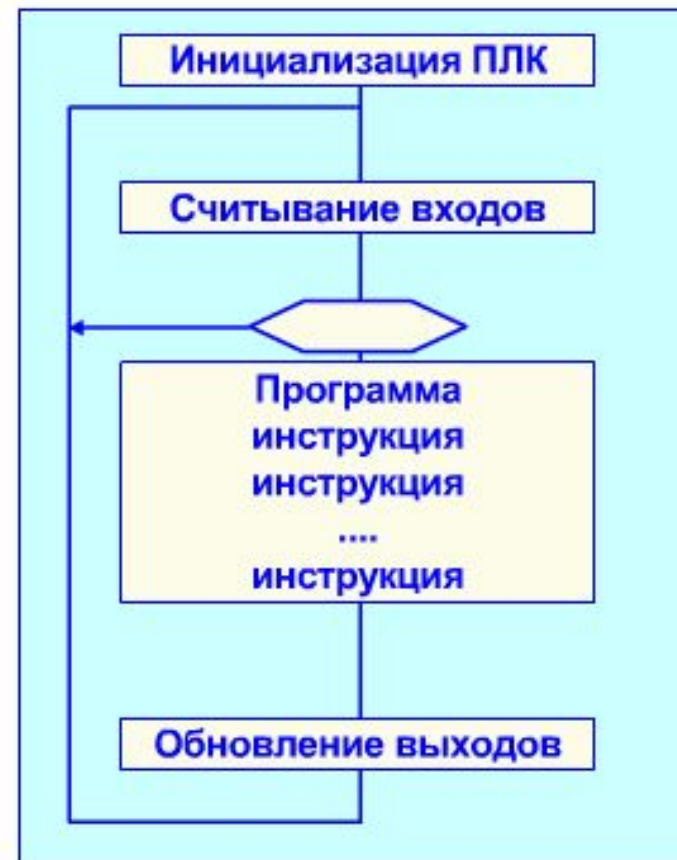 Инициализация ПЛК
Считывание входов
Программа
инструкция
инструкция
....
инструкция
Обновление выходов